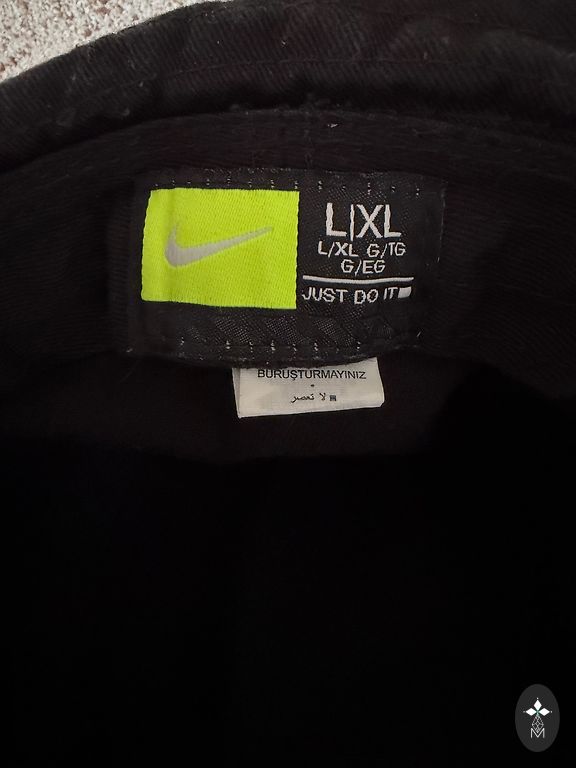 L|XL
L/XL G/TG
G/EG
JUST DO IT
BURUŞTURMAYINIZ
لا تعصر